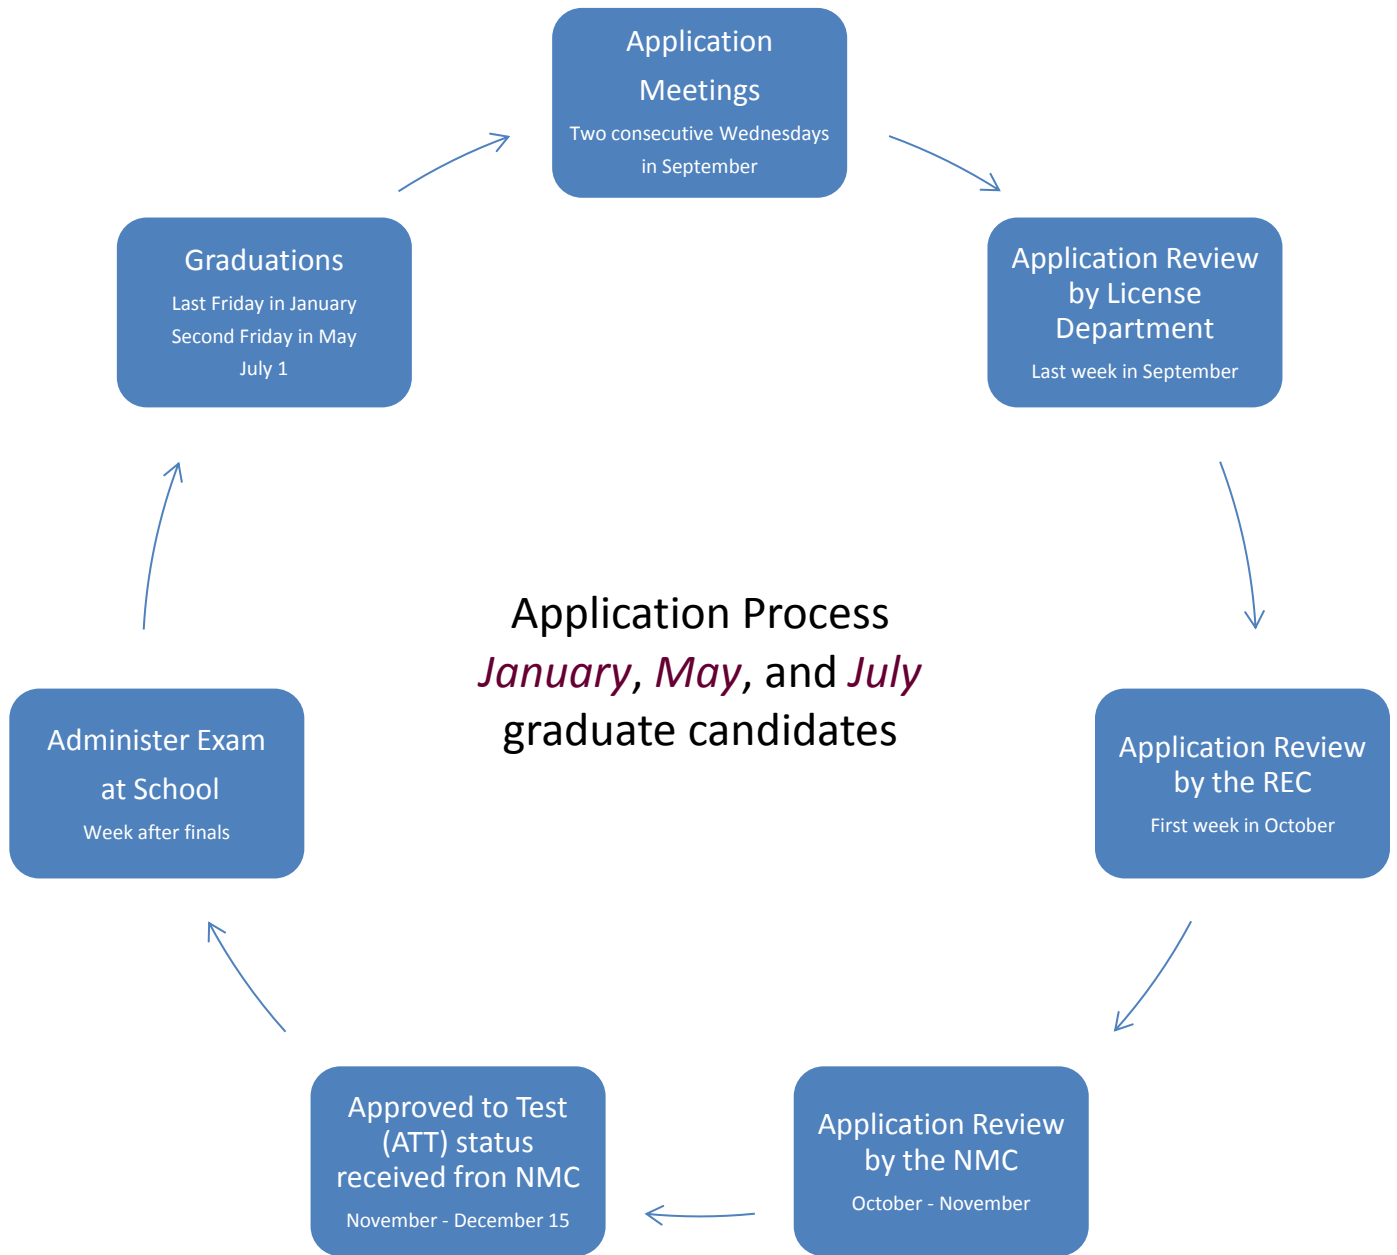 Application
Meetings
Two consecutive Wednesdays
in September
Application Review
by License
Department
Last week in September
Application Review
by the REC
First week in October
Application Review
by the NMC
October - November
Approved to Test
(ATT) status
received fron NMC
November - December 15
Administer Exam
at School
Week after finals
Graduations
Last Friday in January
Second Friday in May
July 1
Application Process
January, May, and July
graduate candidates